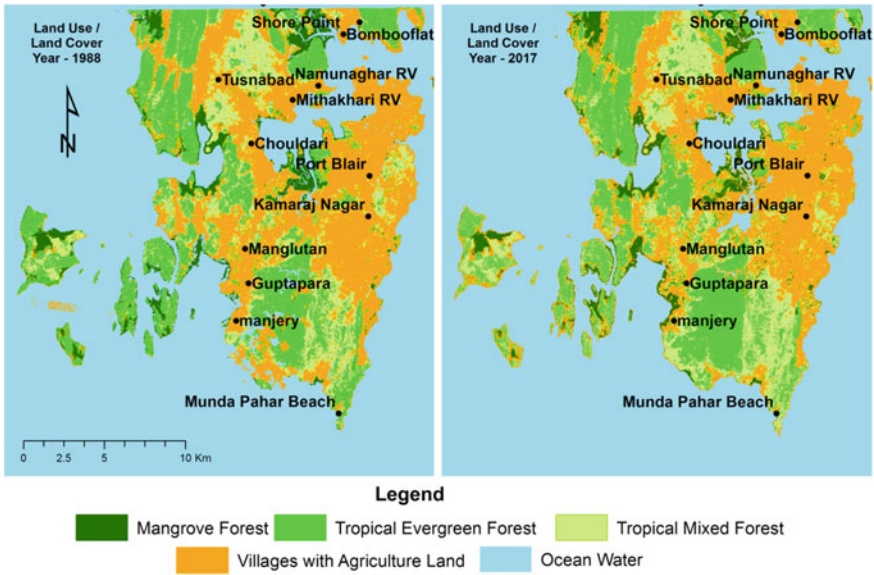 Land Use /
Land Cover
Year - 1988
N
Shore Point
Bombooflat
Tusnabad
Namunaghar RV
Mithakhari RV
Chouldari
Port Blair
Kamaraj Nagar
Manglutan
Guptapara
manjery
Munda Pahar Beach
0 2.5 5 10 Km
Land Use /
Land Cover
Year - 2017
Shore Point
Bombooflat
Tusnabad
Namunaghar RV
Mithakhari RV
Chouldari
Port Blair
Kamaraj Nagar
Manglutan
Guptapara
manjery
Munda Pahar Beach
Legend
Mangrove Forest
Tropical Evergreen Forest
Tropical Mixed Forest
Villages with Agriculture Land
Ocean Water